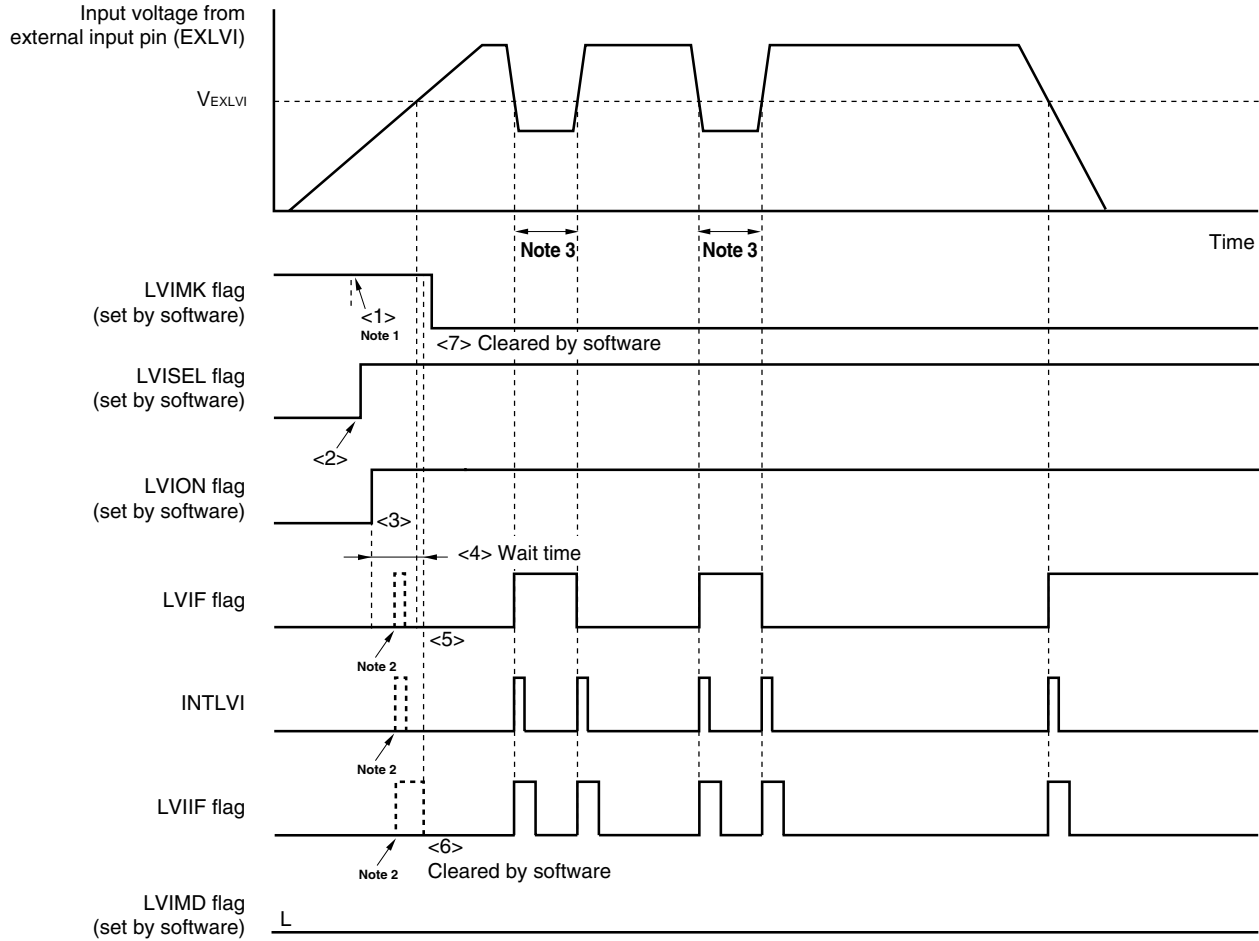 Input voltage from
external input pin (EXLVI)
VEXLVI
Time
Note 3
Note 3
LVIMK flag
(set by software)
<1>
Note 1
<7> Cleared by software
LVISEL flag
(set by software)
<2>
LVION flag
(set by software)
<3>
<4> Wait time
LVIF flag
<5>
Note 2
INTLVI
Note 2
LVIIF flag
<6>
Note 2
Cleared by software
LVIMD flag
(set by software)
L